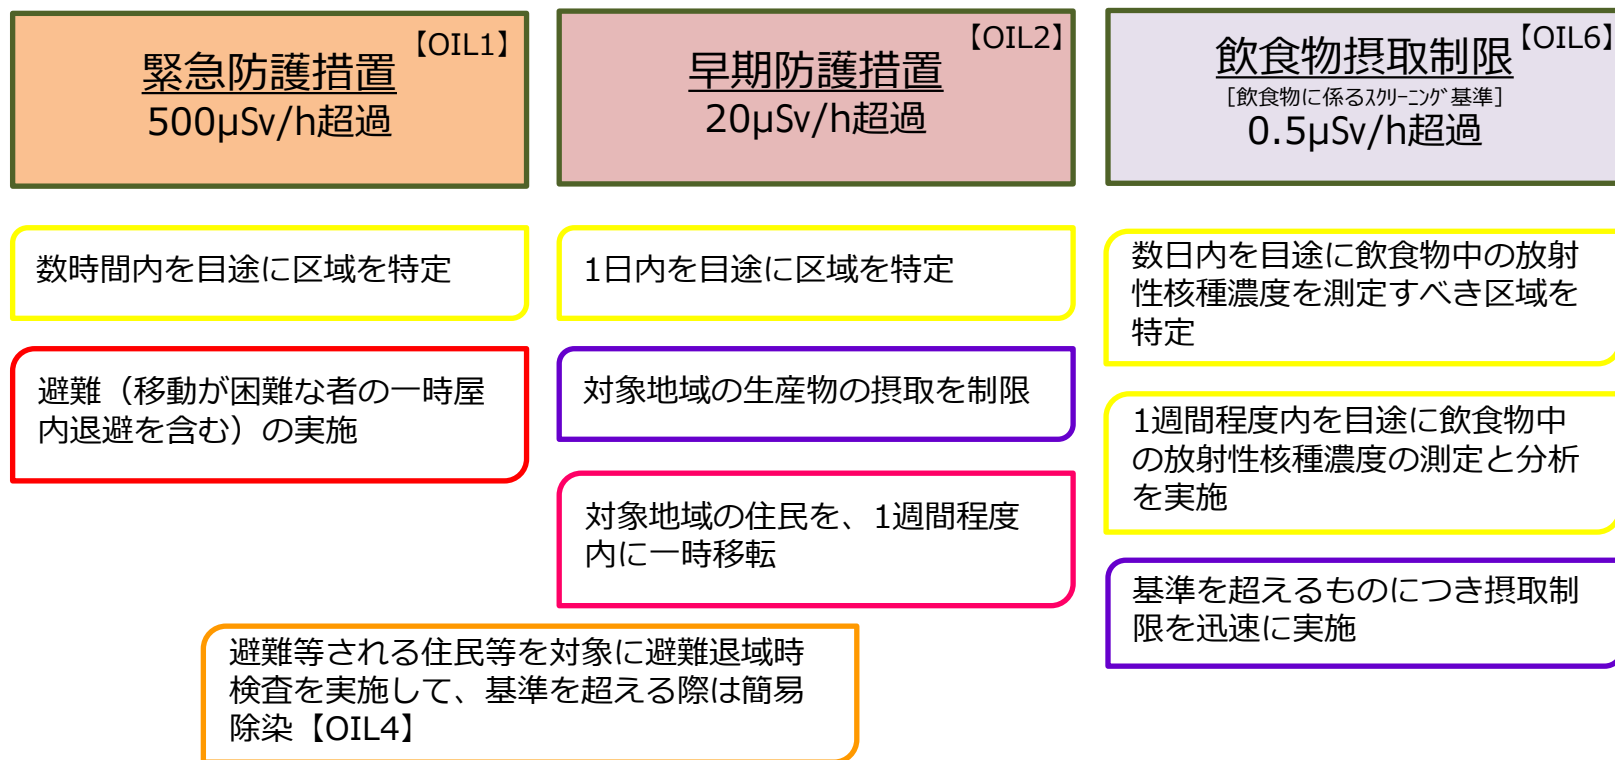 【OIL1】
緊急防護措置
500μSv/h超過
数時間内を目途に区域を特定
避難（移動が困難な者の一時屋
内退避を含む）の実施
【OIL2】
早期防護措置
20μSv/h超過
1日内を目途に区域を特定
対象地域の生産物の摂取を制限
対象地域の住民を、1週間程度
内に一時移転
避難等される住民等を対象に避難退域時
検査を実施して、基準を超える際は簡易
除染【OIL4】
【OIL6】
飲食物摂取制限
［飲食物に係るｽｸﾘｰﾆﾝｸﾞ基準］
0.5μSv/h超過
数日内を目途に飲食物中の放射
性核種濃度を測定すべき区域を
特定
1週間程度内を目途に飲食物中
の放射性核種濃度の測定と分析
を実施
基準を超えるものにつき摂取制
限を迅速に実施